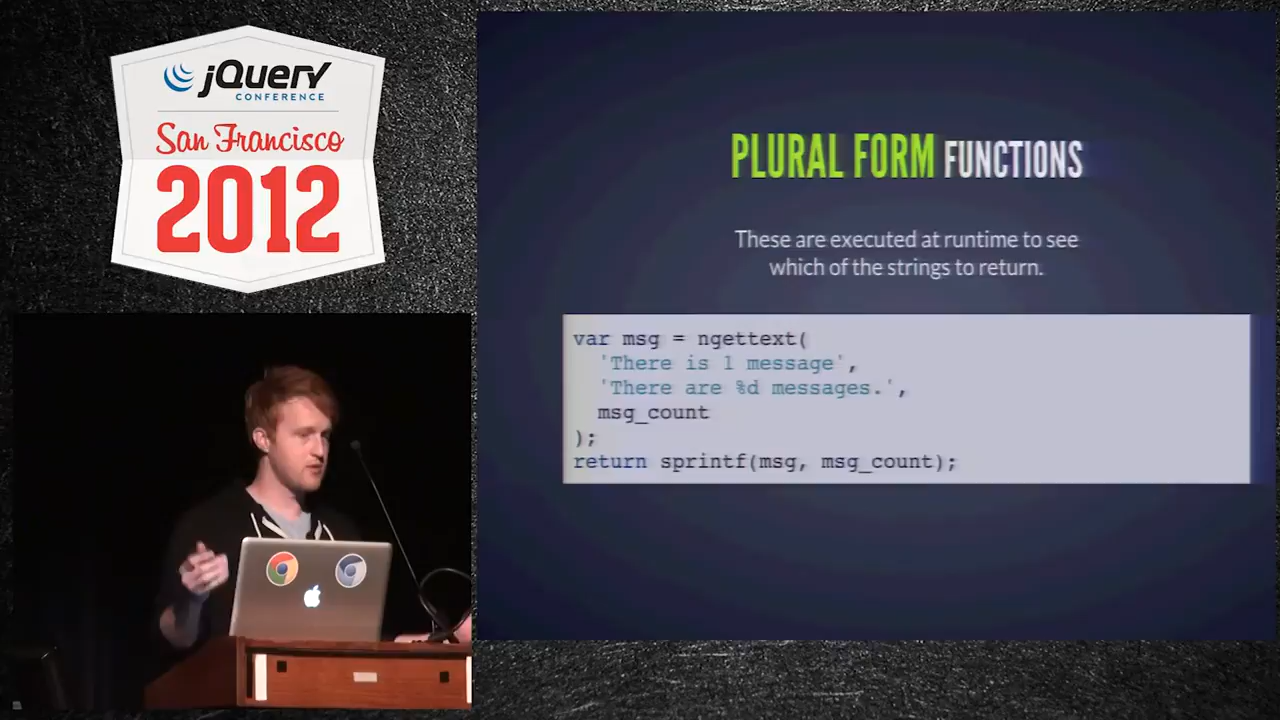 jQuery
CONFERENCE
San Francisco
2012
PLURAL FORM FUNCTIONS
These are executed at runtime to see
which of the strings to return.
var msg = ngettext(
'There is 1 message',
'There are %d messages.',
msg_count
);
return sprintf(msg, msg_count);